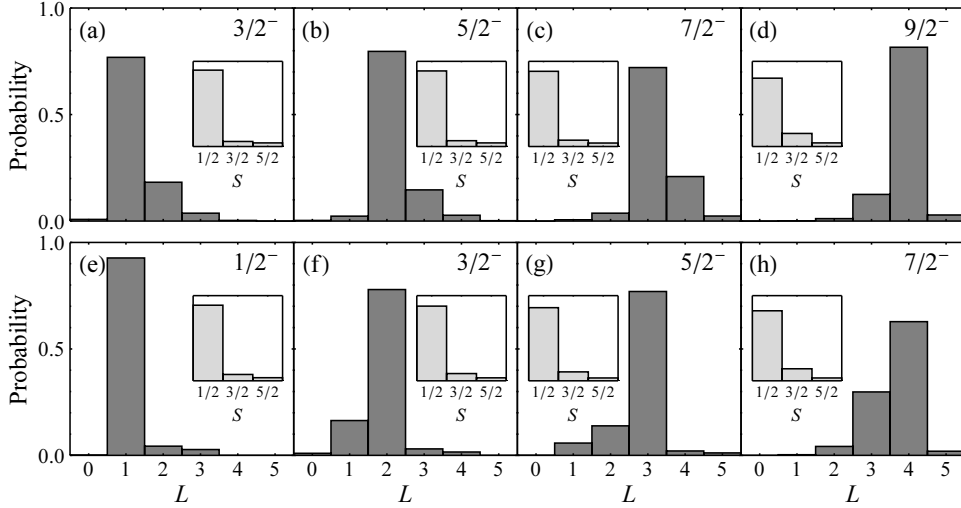 1.0
(a) 3/2⁻ (b) 5/2⁻ (c) 7/2⁻ (d) 9/2⁻
Probability
0.5
1/2 3/2 5/2 1/2 3/2 5/2 1/2 3/2 5/2 1/2 3/2 5/2
S S S S
0.0
1.0
(e) 1/2⁻ (f) 3/2⁻ (g) 5/2⁻ (h) 7/2⁻
Probability
0.5
1/2 3/2 5/2 1/2 3/2 5/2 1/2 3/2 5/2 1/2 3/2 5/2
S S S S
0.0
0 1 2 3 4 5 0 1 2 3 4 5 0 1 2 3 4 5 0 1 2 3 4 5
L L L L